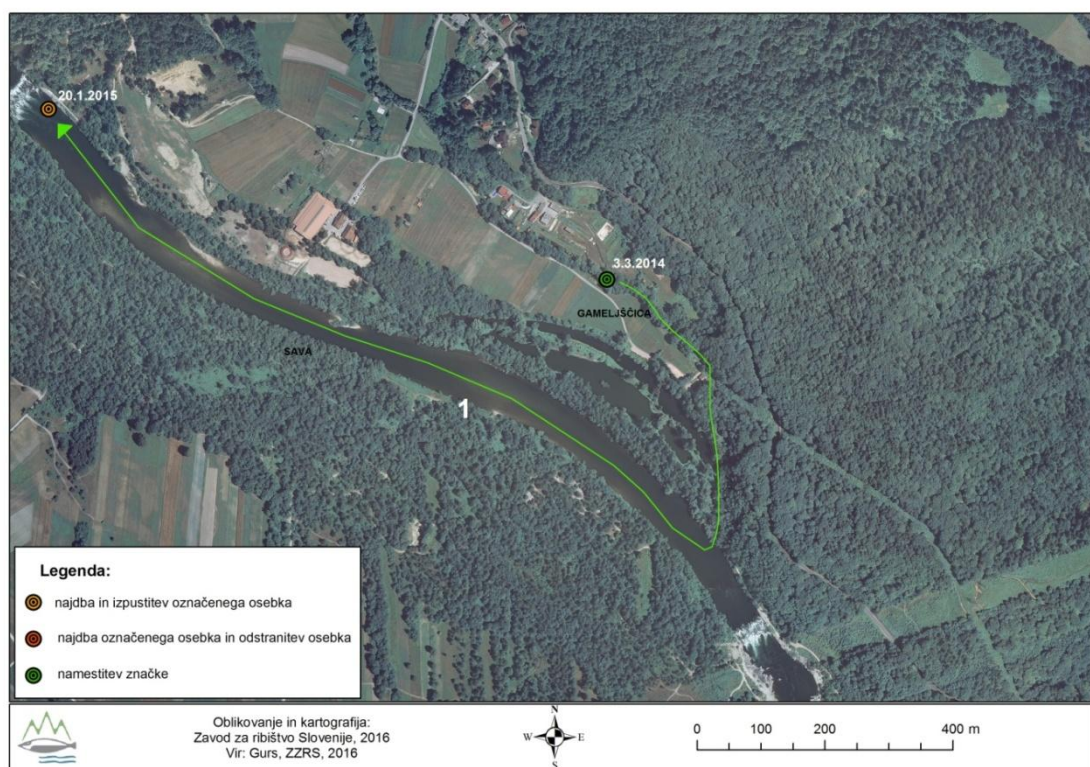 20.1.2015
3.3.2014
GAMELJŠČICA
SAVA
1
Legenda:
najdba in izpustitev označenega osebka
najdba označenega osebka in odstranitev osebka
namestitev značke
Oblikovanje in kartografija:
Zavod za ribištvo Slovenije, 2016
Vir: Gurs, ZZRS, 2016
N
W E
S
0 100 200 400 m